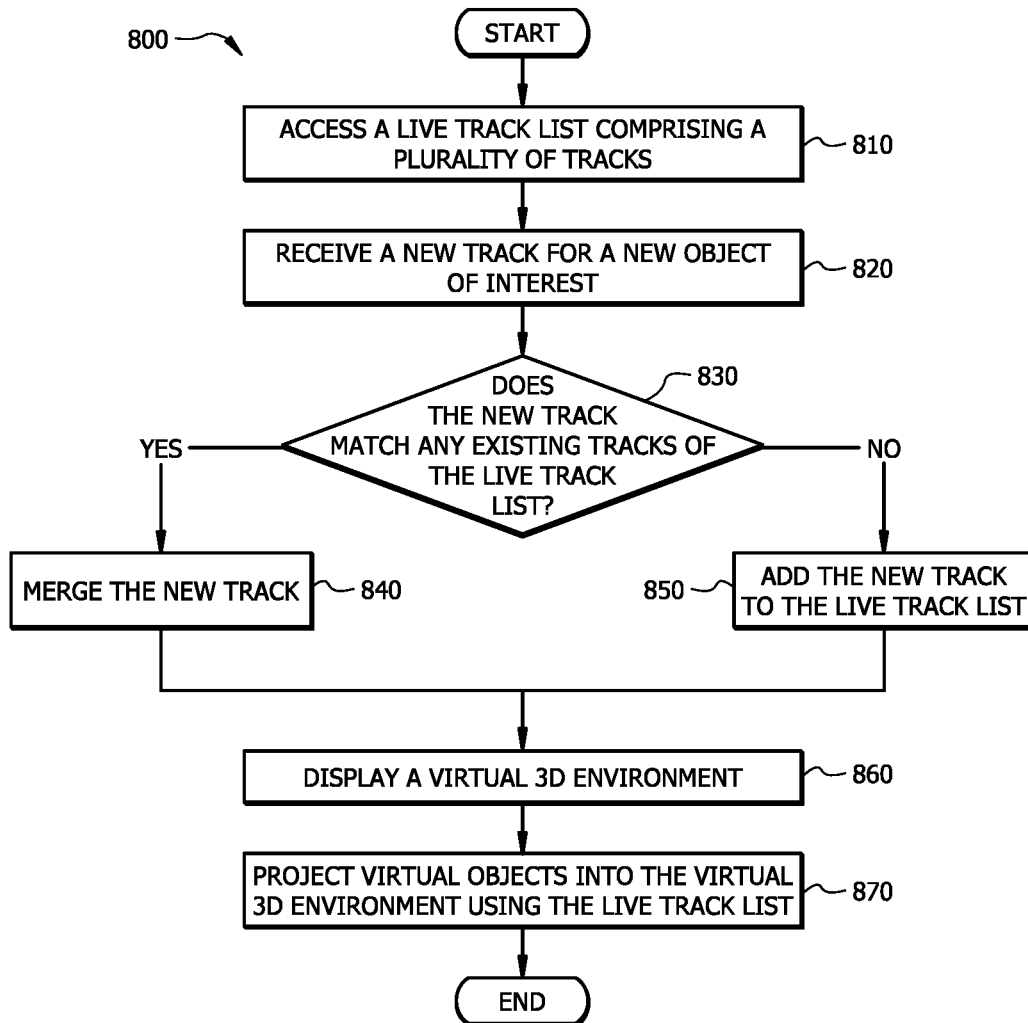 800
START
ACCESS A LIVE TRACK LIST COMPRISING A
PLURALITY OF TRACKS
810
RECEIVE A NEW TRACK FOR A NEW OBJECT
OF INTEREST
820
830
DOES
THE NEW TRACK
MATCH ANY EXISTING TRACKS OF
THE LIVE TRACK
LIST?
YES
NO
MERGE THE NEW TRACK
840
850
ADD THE NEW TRACK
TO THE LIVE TRACK LIST
DISPLAY A VIRTUAL 3D ENVIRONMENT
860
PROJECT VIRTUAL OBJECTS INTO THE VIRTUAL
3D ENVIRONMENT USING THE LIVE TRACK LIST
870
END